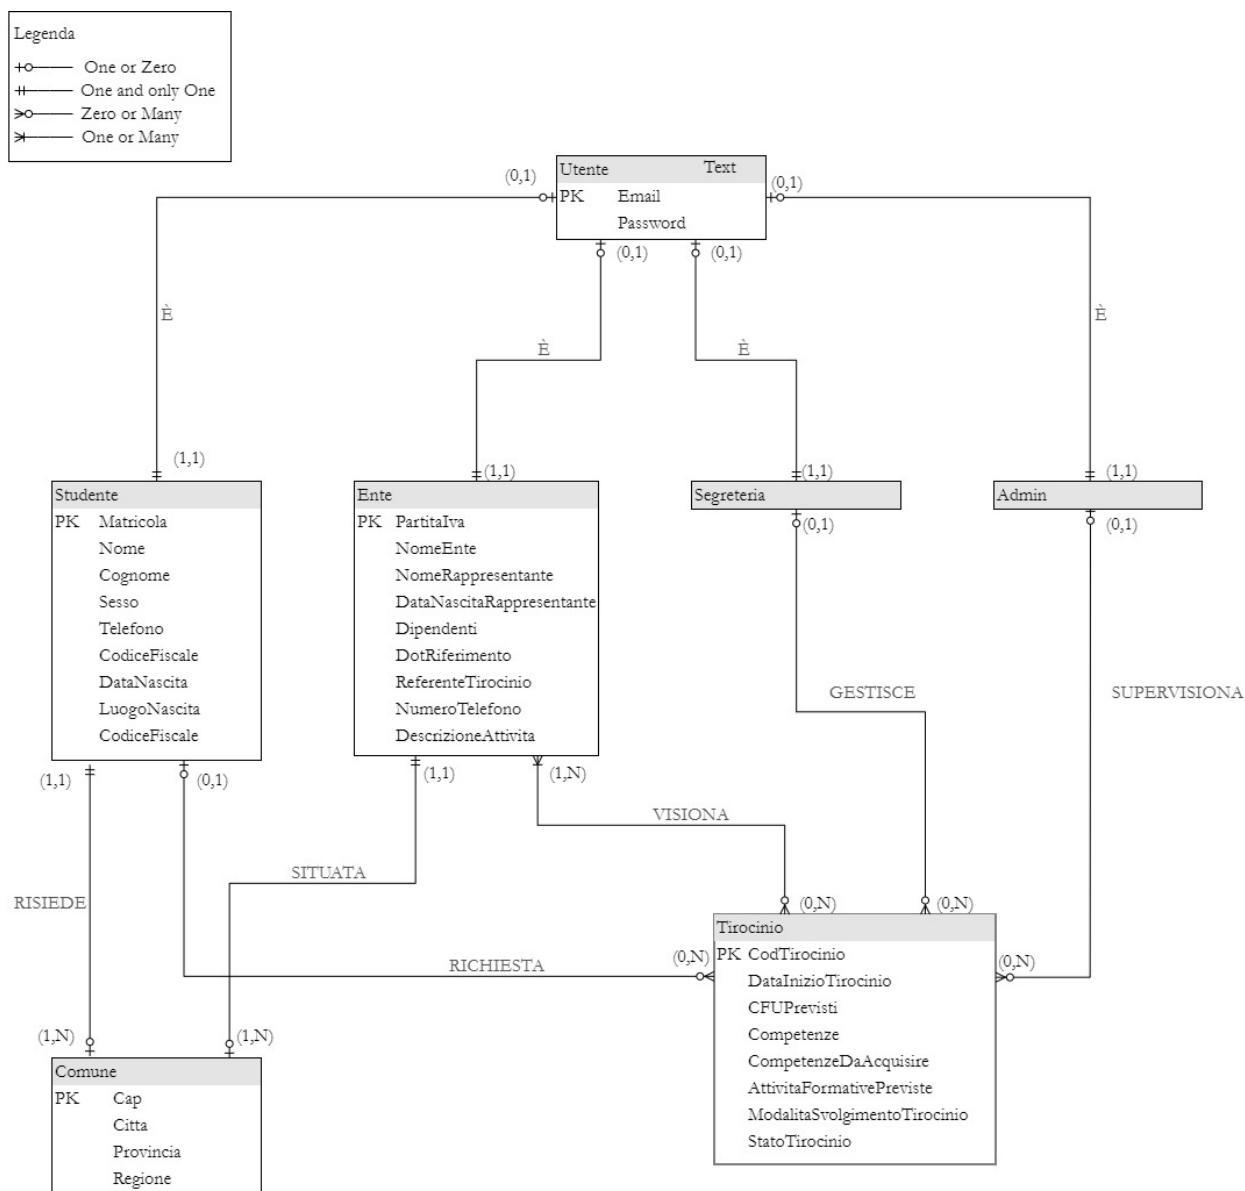 Legenda
One or Zero
One and only One
Zero or Many
One or Many
Utente Text
PK Email
Password
(0,1)
(0,1)
(0,1)
(0,1)
È
È
È
È
(1,1)
(1,1)
(1,1)
(1,1)
Studente
PK Matricola
Nome
Cognome
Sesso
Telefono
CodiceFiscale
DataNascita
LuogoNascita
CodiceFiscale
Ente
PK PartitaIva
NomeEnte
NomeRappresentante
DataNascitaRappresentante
Dipendenti
DotRiferimento
ReferenteTirocinio
NumeroTelefono
DescrizioneAttivita
Segreteria
(0,1)
Admin
(0,1)
GESTISCE
SUPERVISIONA
(1,1)
(0,1)
(1,1)
(1,N)
VISIONA
SITUATA
RISIEDE
RICHIESTA
(0,N)
(0,N)
(0,N)
(0,N)
Tirocinio
PK CodTirocinio
DataInizioTirocinio
CFUPrevisti
Competenze
CompetenzeDaAcquisire
AttivitaFormativePreviste
ModalitaSvolgimentoTirocinio
StatoTirocinio
(1,N)
(1,N)
Comune
PK Cap
Citta
Provincia
Regione